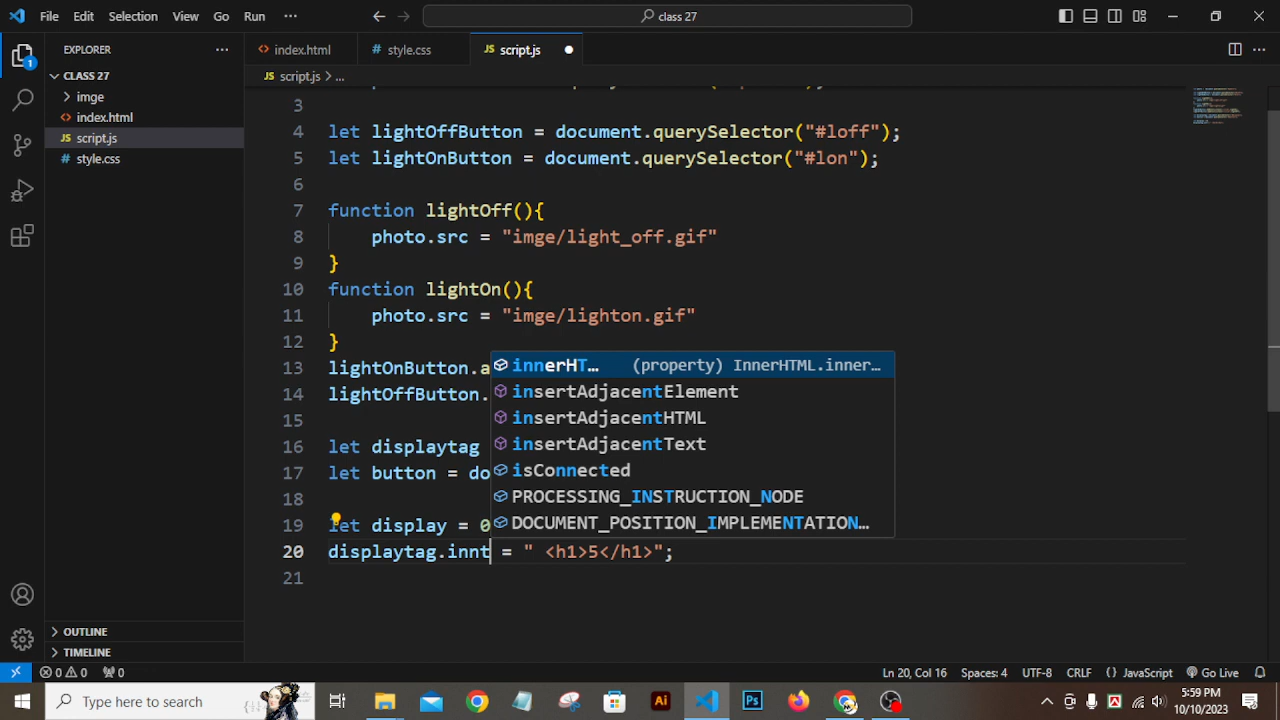 File Edit Selection View Go Run ··· class 27
EXPLORER ···
index.html
style.css
JS script.js
CLASS 27
JS script.js > ...
imge
index.html
script.js
style.css
3
4 let lightOffButton = document.querySelector("#loff");
5 let lightOnButton = document.querySelector("#lon");
6
7 function lightOff(){
8 photo.src = "imge/light_off.gif"
9 }
10 function lightOn(){
11 photo.src = "imge/lighton.gif"
12 }
13 lightOnButton.a
innerHT... (property) InnerHTML.inner...
14 lightOffButton.
insertAdjacentElement
15
insertAdjacentHTML
16 let displaytag
insertAdjacentText
17 let button = do
isConnected
18
PROCESSING_INSTRUCTION_NODE
19 let display = 0
DOCUMENT_POSITION_IMPLEMENTATION...
20 displaytag.innt = " <h1>5</h1>";
21
OUTLINE
TIMELINE
0 0 0 Ln 20, Col 16 Spaces: 4 UTF-8 CRLF {} JavaScript Go Live
Type here to search
Ai
Ps
5:59 PM
10/10/2023
1